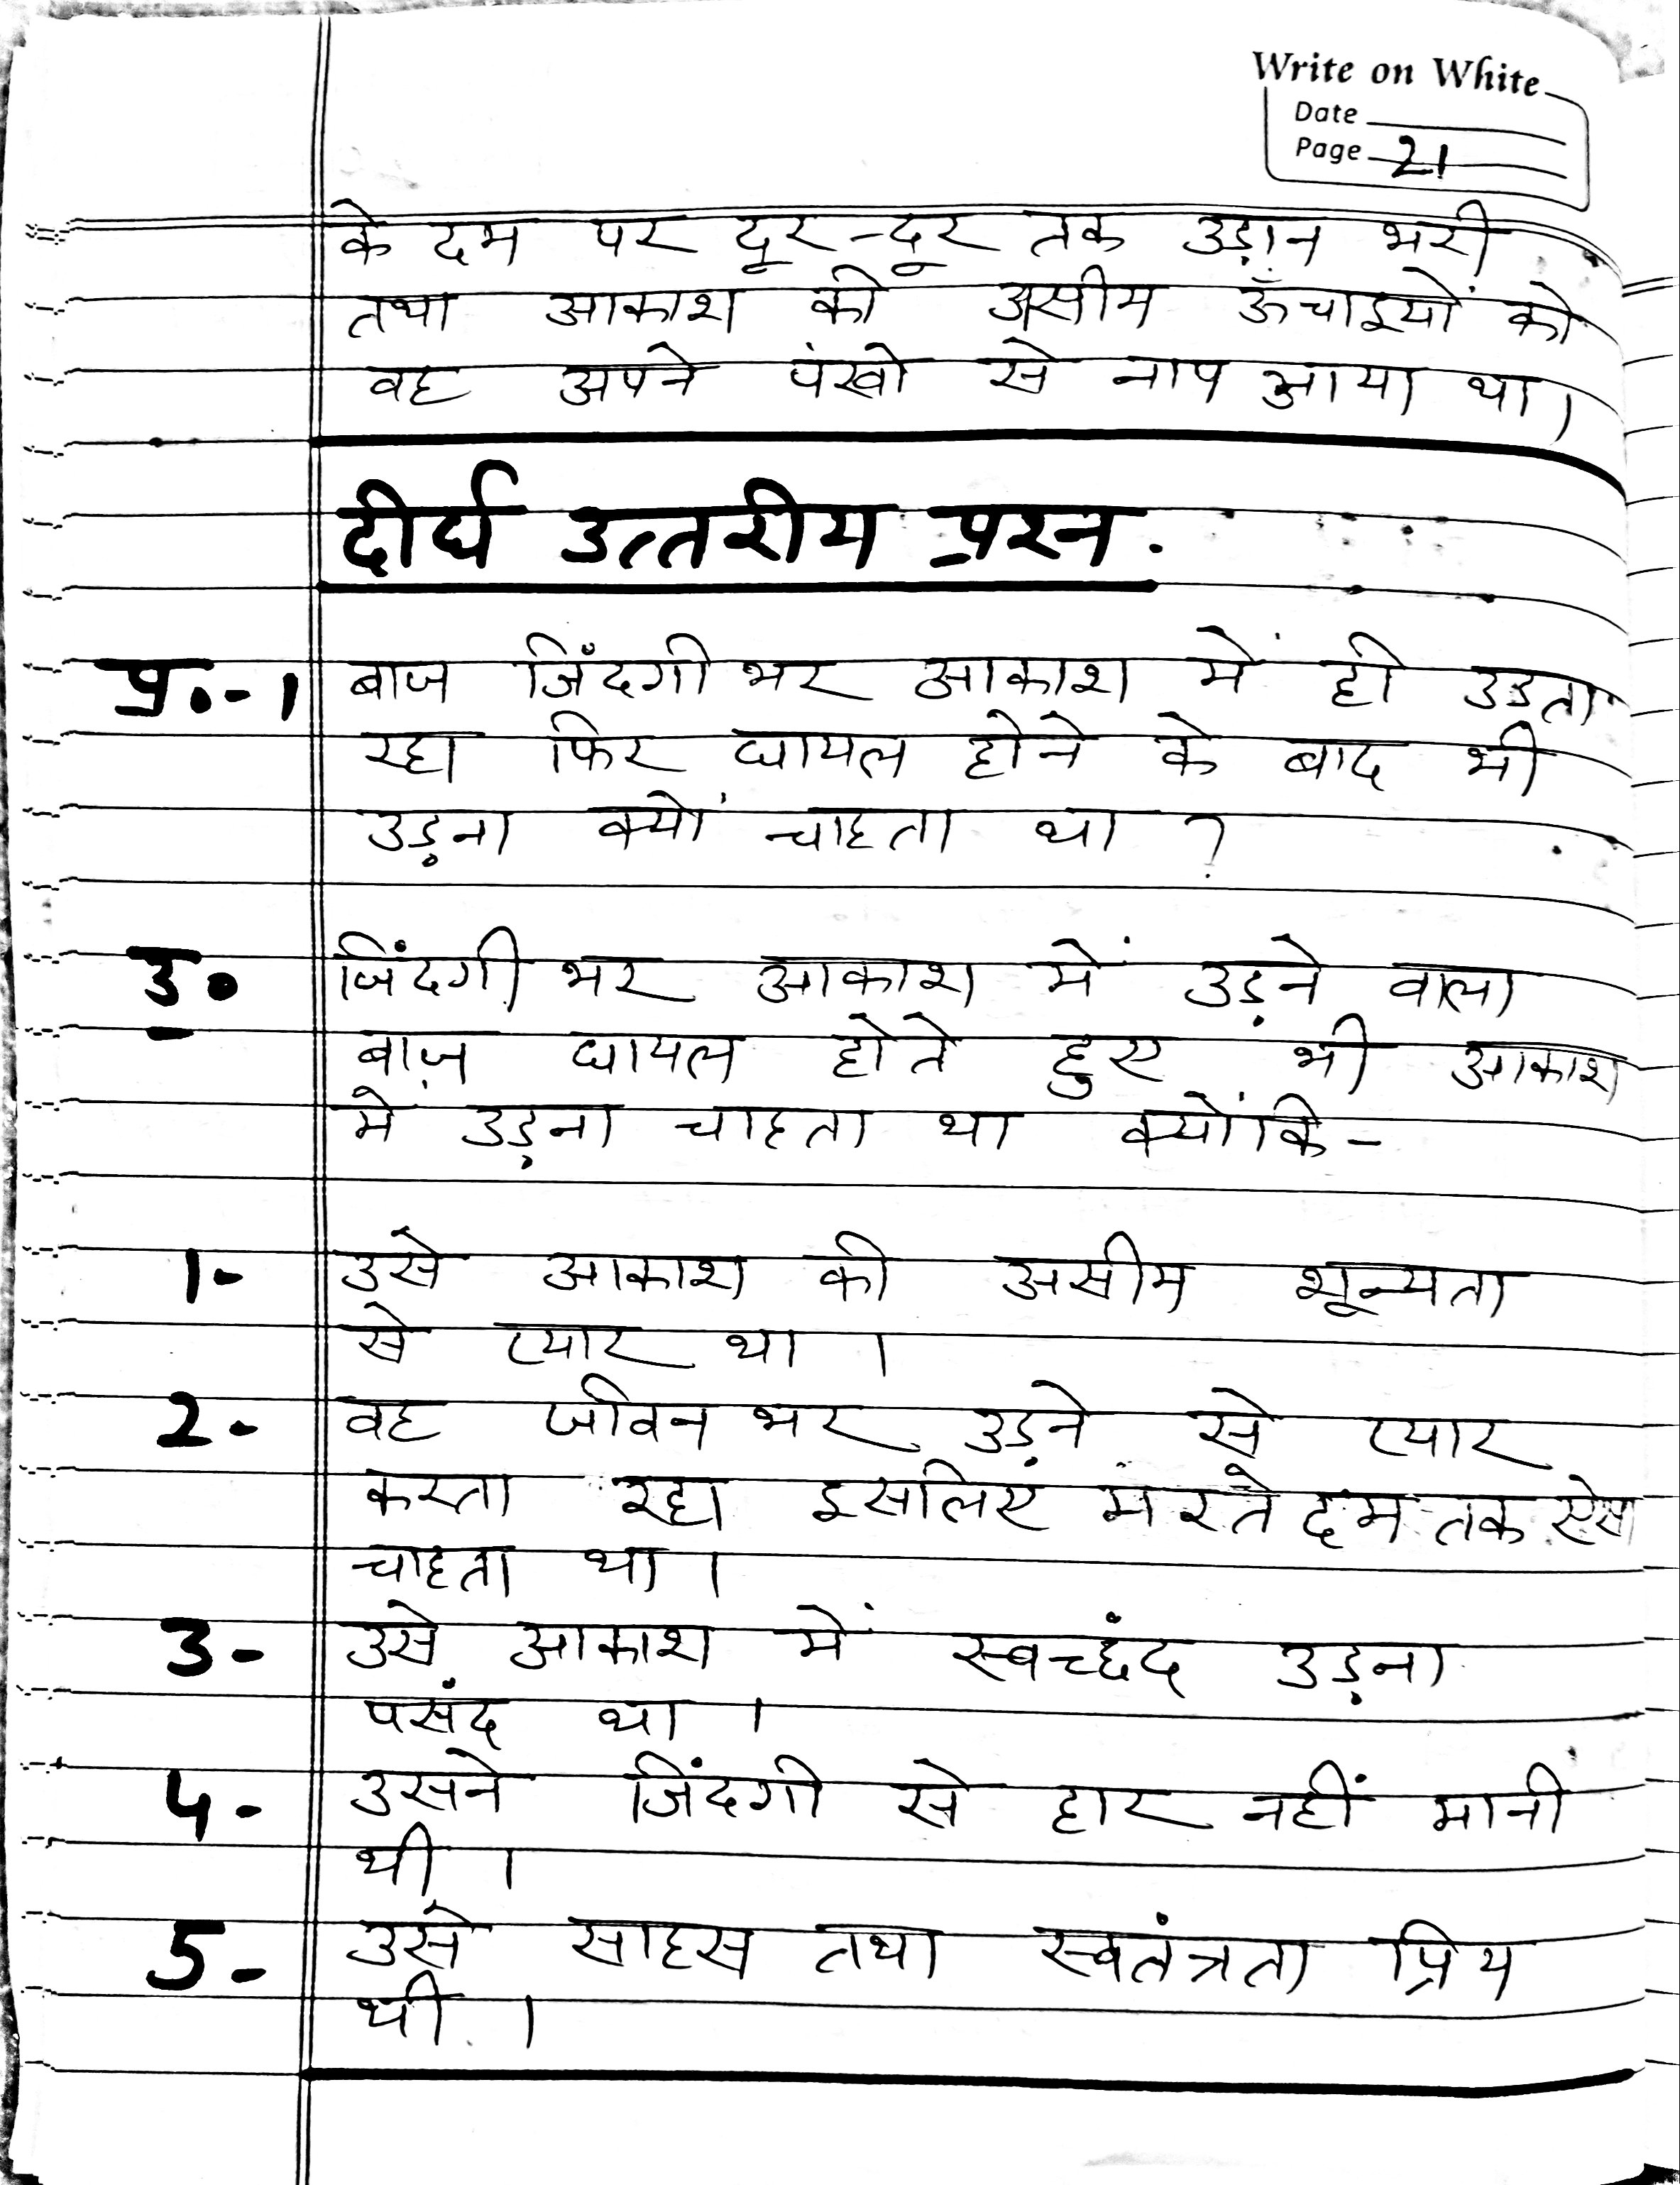 Write on White
Date
Page 21
के दम पर दूर-दूर तक उड़ान भरी
तथा आकाश की असीम ऊँचाइयों को
वह अपने पंखो से नाप आया था।
दीर्घ उत्तरीय प्रश्न.
प्र०-1 बाज जिंदगी भर आकाश में ही उडता
रहा फिर घायल होने के बाद भी
उड़ना क्यों चाहता था ?
उ० जिंदगी भर आकाश में उड़ने वाला
बाज़ घायल होते हुए भी आकाश
मे उड़ना चाहता था क्योंकि-
1- उसे आकाश की असीम शून्यता
से प्यार था ।
2- वह जीवन भर उड़ने से प्यार
करता रहा इसलिए मरते दम तक ऐसा
चाहता था ।
3- उसे आकाश में स्वच्छंद उड़ना
पसंद था ।
4- उसने जिंदगी से हार नहीं मानी
थी ।
5- उसे साहस तथा स्वतंत्रता प्रिय
थी ।